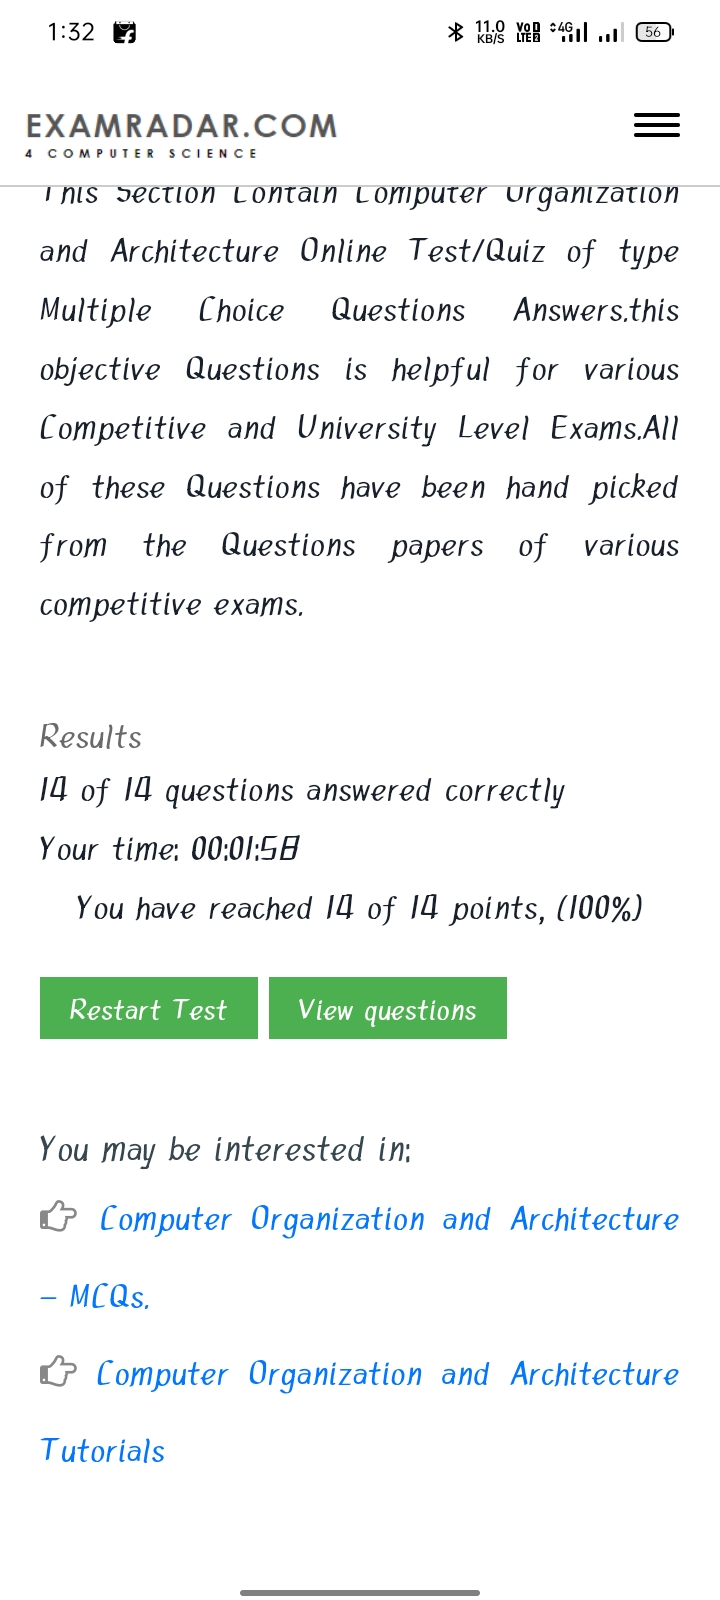 1:32
11.0 KB/S
VoD LTE2
4G
56
EXAMRADAR.COM
4 COMPUTER SCIENCE
This Section Contain Computer Organization
and Architecture Online Test/Quiz of type
Multiple Choice Questions Answers.this
objective Questions is helpful for various
Competitive and University Level Exams.All
of these Questions have been hand picked
from the Questions papers of various
competitive exams.
Results
14 of 14 questions answered correctly
Your time: 00:01:58
You have reached 14 of 14 points, (100%)
Restart Test
View questions
You may be interested in:
Computer Organization and Architecture
– MCQs.
Computer Organization and Architecture
Tutorials